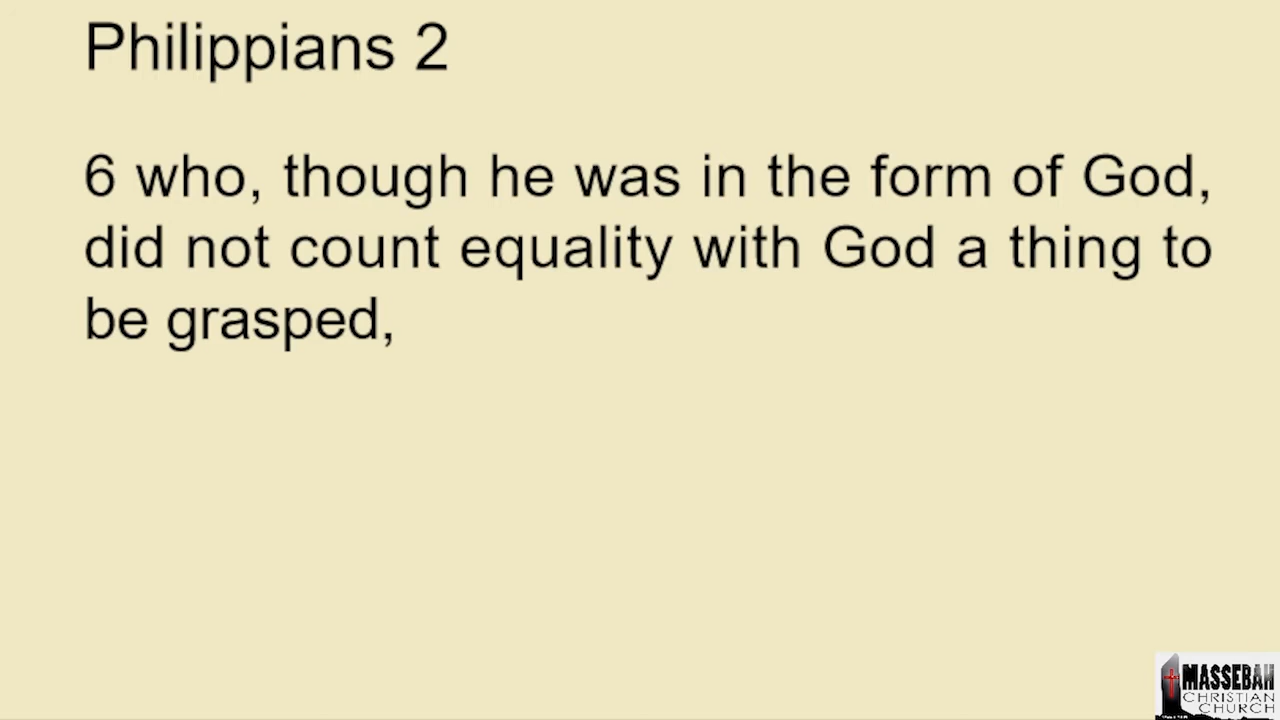 Philippians 2
6 who, though he was in the form of God,
did not count equality with God a thing to
be grasped,
MASSEBAH
CHRISTIAN
CHURCH